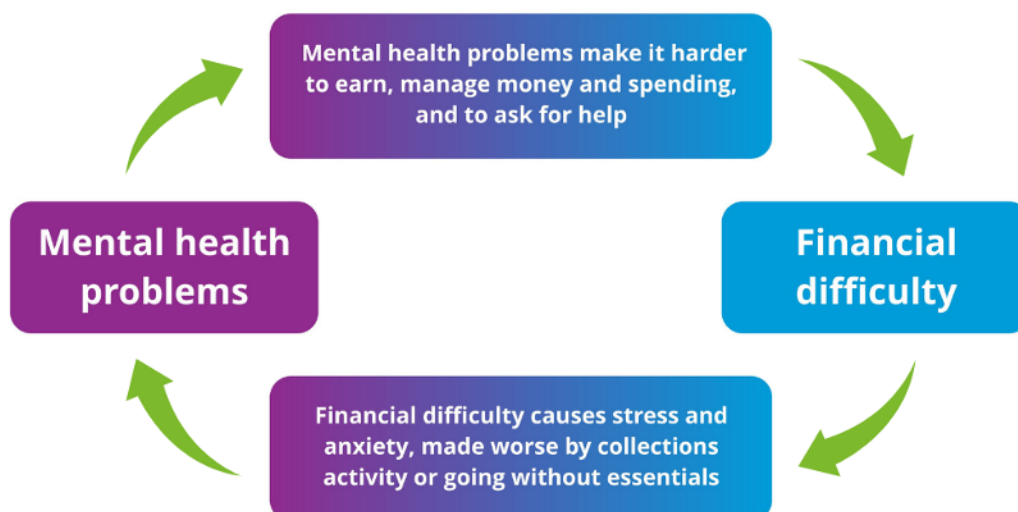 Mental health problems make it harder
to earn, manage money and spending,
and to ask for help
Mental health
problems
Financial
difficulty
Financial difficulty causes stress and
anxiety, made worse by collections
activity or going without essentials